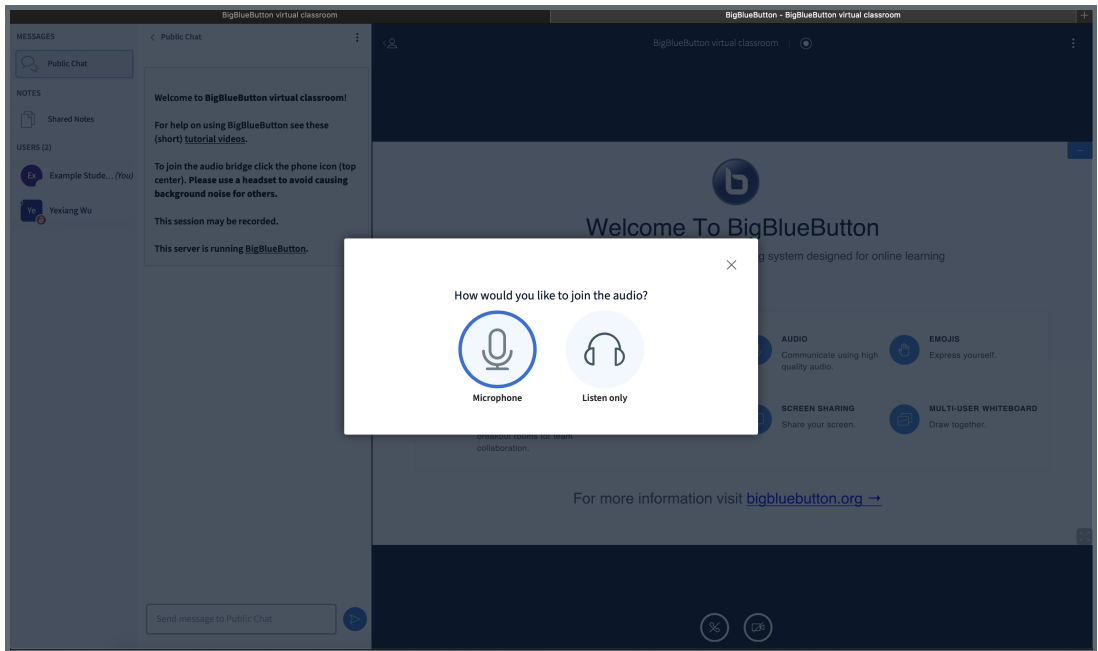 BigBlueButton virtual classroom
BigBlueButton - BigBlueButton virtual classroom
MESSAGES
Public Chat
NOTES
Shared Notes
USERS (2)
Ex
Example Stude... (You)
Ye
Yexiang Wu
Public Chat
Welcome to BigBlueButton virtual classroom!
For help on using BigBlueButton see these
(short) tutorial videos.
To join the audio bridge click the phone icon (top
center). Please use a headset to avoid causing
background noise for others.
This session may be recorded.
This server is running BigBlueButton.
Send message to Public Chat
BigBlueButton virtual classroom
b
Welcome To BigBlueButton
g system designed for online learning
How would you like to join the audio?
Microphone
Listen only
AUDIO
Communicate using high
quality audio.
EMOJIS
Express yourself.
SCREEN SHARING
Share your screen.
MULTI-USER WHITEBOARD
Draw together.
breakout rooms for team
collaboration.
For more information visit bigbluebutton.org →